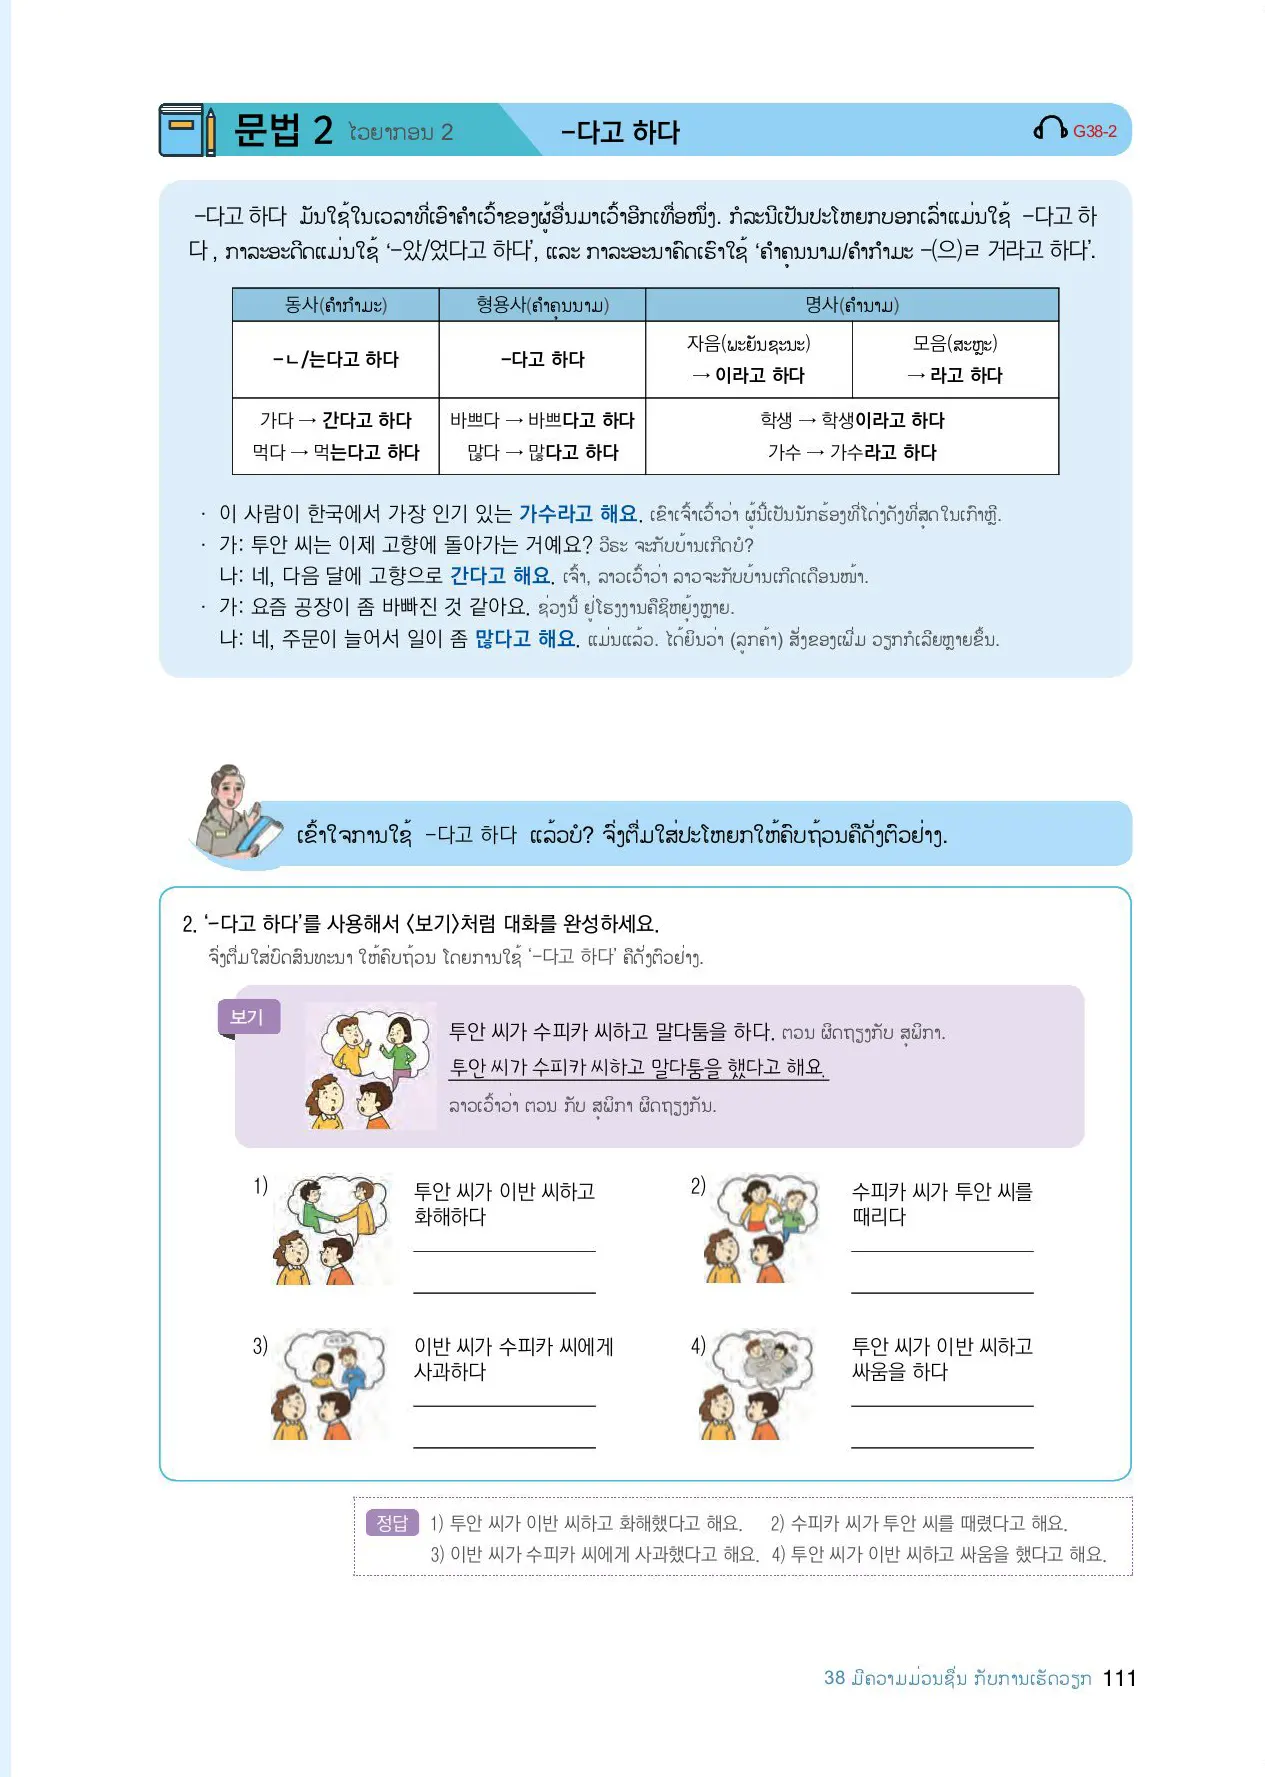 문법 2 ໄວຍາກອນ 2 -다고 하다 G38-2
-다고 하다 ມັນໃຊ້ໃນເວລາທີ່ເອົາຄຳເວົ້າຂອງຜູ້ອື່ນມາເວົ້າອີກເທື່ອໜຶ່ງ. ກໍລະນີເປັນປະໂຫຍກບອກເລົ່າແມ່ນໃຊ້ -다고 하
다, ກາລະອະດີດແມ່ນໃຊ້ ‘-았/었다고 하다’, ແລະ ກາລະອະນາຄົດເຮົາໃຊ້ ‘ຄຳຄຸນນາມ/ຄຳກຳມະ -(으)ㄹ 거라고 하다’.
동사(ຄຳກຳມະ) 형용사(ຄຳຄຸນນາມ) 명사(ຄຳນາມ)
-ㄴ/는다고 하다 -다고 하다 자음(ພະຍັນຊະນະ) 모음(ສະຫຼະ)
→ 이라고 하다 → 라고 하다
가다 → 간다고 하다 바쁘다 → 바쁘다고 하다 학생 → 학생이라고 하다
먹다 → 먹는다고 하다 많다 → 많다고 하다 가수 → 가수라고 하다
· 이 사람이 한국에서 가장 인기 있는 가수라고 해요. ເຂົາເຈົ້າເວົ້າວ່າ ຜູ້ນີ້ເປັນນັກຮ້ອງທີ່ໂດ່ງດັງທີ່ສຸດໃນເກົາຫຼີ.
· 가: 투안 씨는 이제 고향에 돌아가는 거예요? ວີຣະ ຈະກັບບ້ານເກີດບໍ?
나: 네, 다음 달에 고향으로 간다고 해요. ເຈົ້າ, ລາວເວົ້າວ່າ ລາວຈະກັບບ້ານເກີດເດືອນໜ້າ.
· 가: 요즘 공장이 좀 바빠진 것 같아요. ຊ່ວງນີ້ ຢູ່ໂຮງງານຄືຊິຫຍຸ້ງຫຼາຍ.
나: 네, 주문이 늘어서 일이 좀 많다고 해요. ແມ່ນແລ້ວ. ໄດ້ຍິນວ່າ (ລູກຄ້າ) ສັ່ງຂອງເພີ່ມ ວຽກກໍເລີຍຫຼາຍຂຶ້ນ.
ເຂົ້າໃຈການໃຊ້ -다고 하다 ແລ້ວບໍ? ຈົ່ງຕື່ມໃສ່ປະໂຫຍກໃຫ້ຄົບຖ້ວນຄືດັ່ງຕົວຢ່າງ.
2. ‘-다고 하다’를 사용해서 〈보기〉처럼 대화를 완성하세요.
ຈົ່ງຕື່ມໃສ່ບົດສົນທະນາ ໃຫ້ຄົບຖ້ວນ ໂດຍການໃຊ້ ‘-다고 하다’ ຄືດັ່ງຕົວຢ່າງ.
보기
투안 씨가 수피카 씨하고 말다툼을 하다. ຕວນ ຜິດຖຽງກັບ ສຸພິກາ.
투안 씨가 수피카 씨하고 말다툼을 했다고 해요.
ລາວເວົ້າວ່າ ຕວນ ກັບ ສຸພິກາ ຜິດຖຽງກັນ.
1) 투안 씨가 이반 씨하고
화해하다
2) 수피카 씨가 투안 씨를
때리다
3) 이반 씨가 수피카 씨에게
사과하다
4) 투안 씨가 이반 씨하고
싸움을 하다
정답 1) 투안 씨가 이반 씨하고 화해했다고 해요. 2) 수피카 씨가 투안 씨를 때렸다고 해요.
3) 이반 씨가 수피카 씨에게 사과했다고 해요. 4) 투안 씨가 이반 씨하고 싸움을 했다고 해요.
38 ມີຄວາມມ່ວນຊື່ນ ກັບການເຮັດວຽກ 111